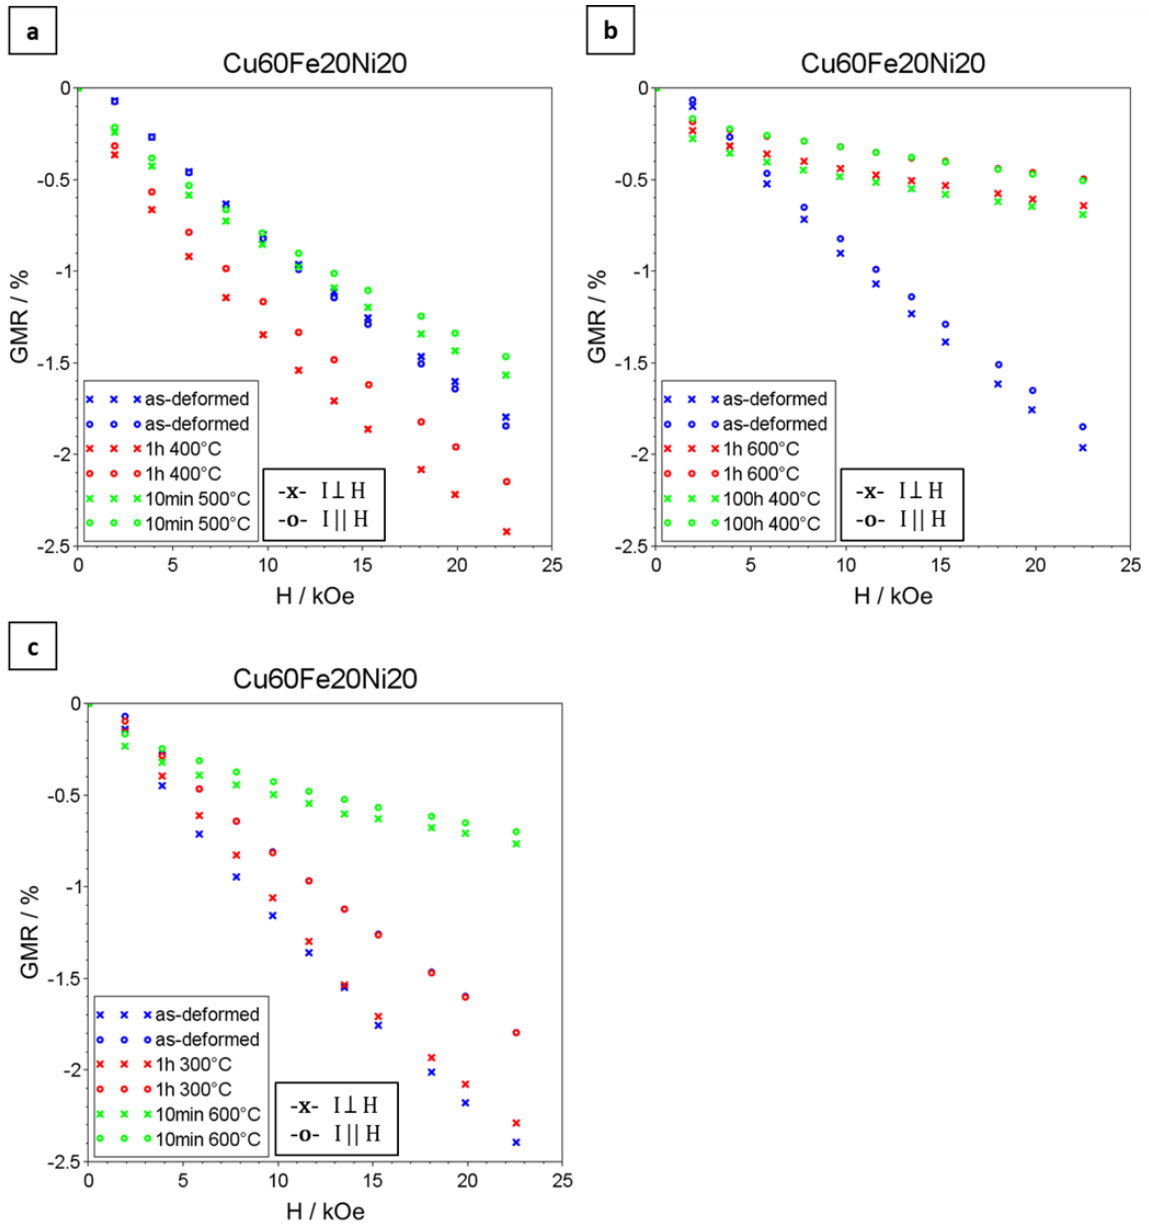 a
Cu60Fe20Ni20
0
-0.5
-1
-1.5
-2
-2.5
GMR / %
as-deformed
as-deformed
1h 400°C
1h 400°C
10min 500°C
10min 500°C
-x- I⊥H
-o- I||H
0 5 10 15 20 25
H / kOe
b
Cu60Fe20Ni20
0
-0.5
-1
-1.5
-2
-2.5
GMR / %
as-deformed
as-deformed
1h 600°C
1h 600°C
100h 400°C
100h 400°C
-x- I⊥H
-o- I||H
0 5 10 15 20 25
H / kOe
c
Cu60Fe20Ni20
0
-0.5
-1
-1.5
-2
-2.5
GMR / %
as-deformed
as-deformed
1h 300°C
1h 300°C
10min 600°C
10min 600°C
-x- I⊥H
-o- I||H
0 5 10 15 20 25
H / kOe